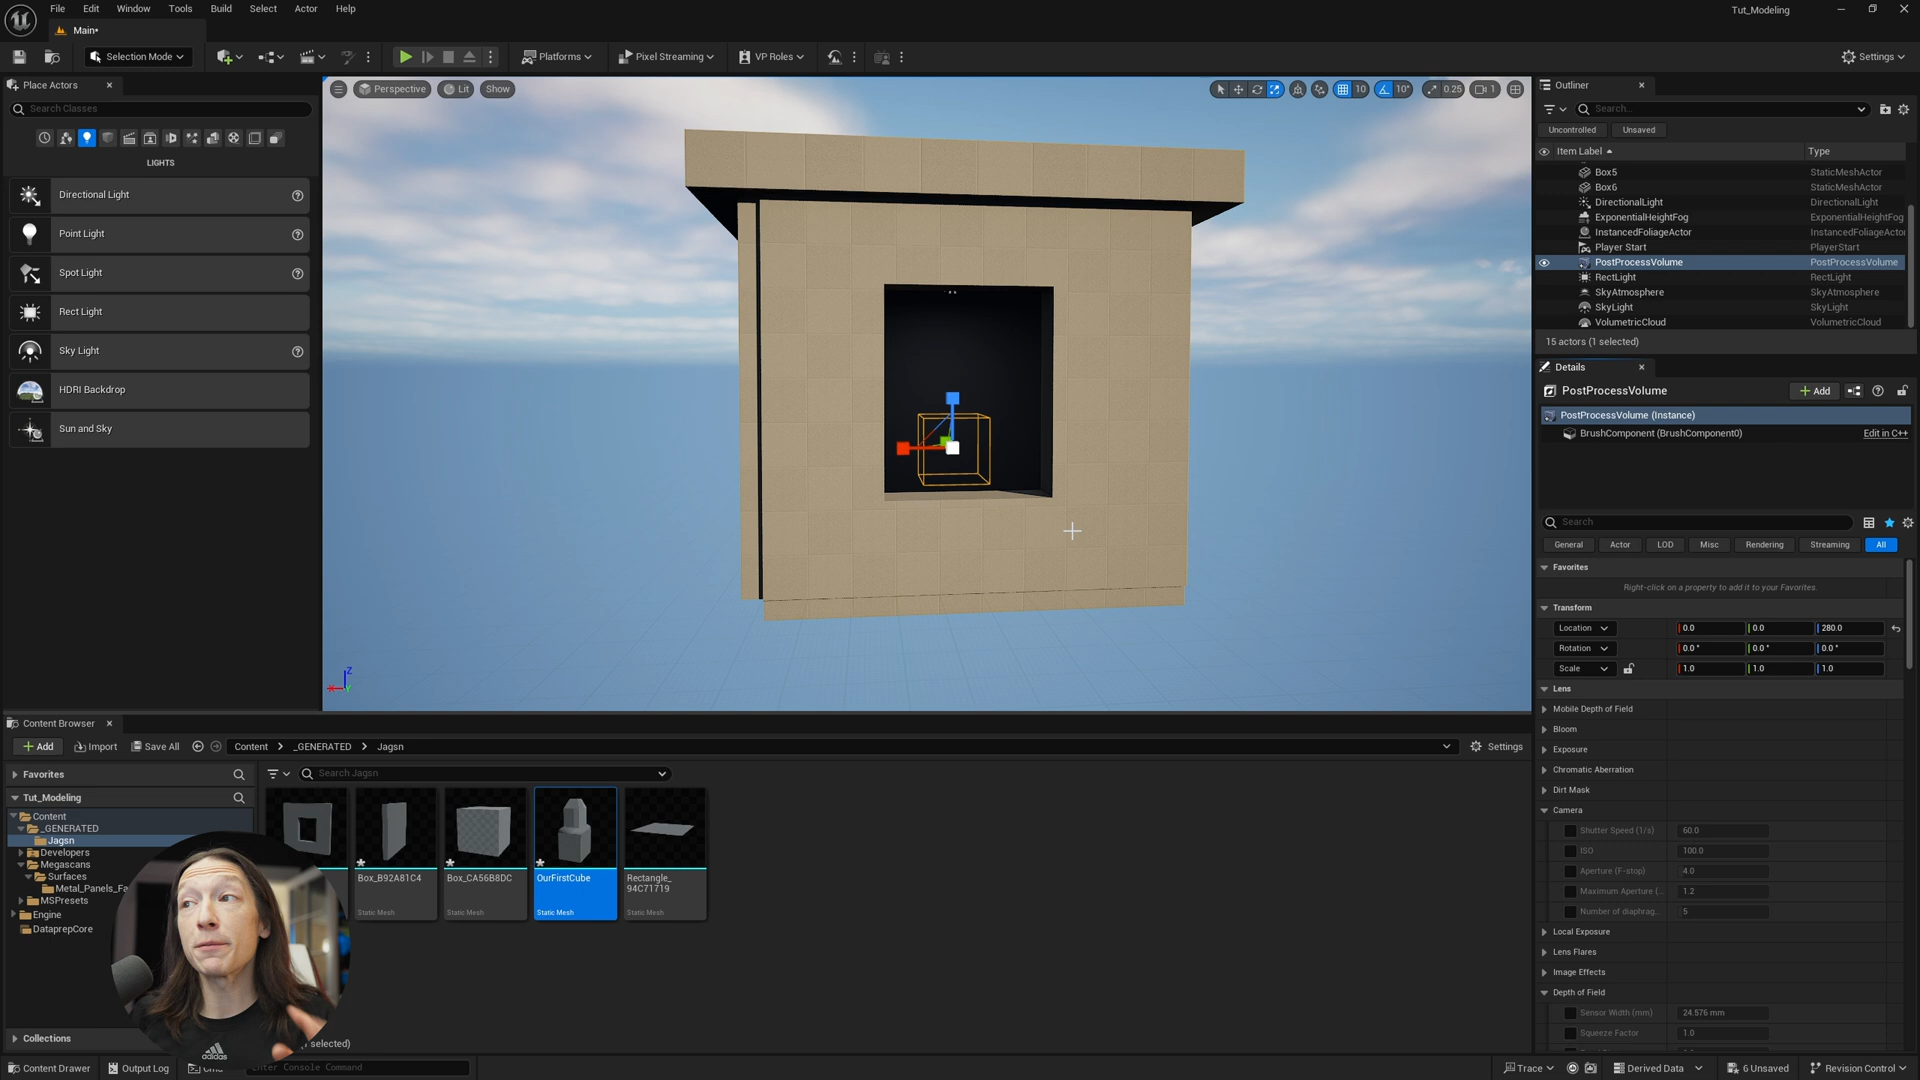 File Edit Window Tools Build Select Actor Help
Tut_Modeling
Main•
Selection Mode
Platforms
Pixel Streaming
VP Roles
Settings
Place Actors
Search Classes
LIGHTS
Directional Light
Point Light
Spot Light
Rect Light
Sky Light
HDRI Backdrop
Sun and Sky
Perspective
Lit
Show
10
10°
0.25
1
Z
X
Outliner
Search...
Uncontrolled
Unsaved
Item Label
Type
Box5 StaticMeshActor
Box6 StaticMeshActor
DirectionalLight DirectionalLight
ExponentialHeightFog ExponentialHeightFog
InstancedFoliageActor InstancedFoliageActor
Player Start PlayerStart
PostProcessVolume PostProcessVolume
RectLight RectLight
SkyAtmosphere SkyAtmosphere
SkyLight SkyLight
VolumetricCloud VolumetricCloud
15 actors (1 selected)
Details
PostProcessVolume
+ Add
PostProcessVolume (Instance)
BrushComponent (BrushComponent0) Edit in C++
Search
General Actor LOD Misc Rendering Streaming All
Favorites
Right-click on a property to add it to your Favorites.
Transform
Location 0.0 0.0 280.0
Rotation 0.0° 0.0° 0.0°
Scale 1.0 1.0 1.0
Lens
Mobile Depth of Field
Bloom
Exposure
Chromatic Aberration
Dirt Mask
Camera
Shutter Speed (1/s) 60.0
ISO 100.0
Aperture (F-stop) 4.0
Maximum Aperture (... 1.2
Number of diaphrag... 5
Local Exposure
Lens Flares
Image Effects
Depth of Field
Sensor Width (mm) 24.576 mm
Squeeze Factor 1.0
Content Browser
+ Add
Import
Save All
Content > _GENERATED > Jagsn
Settings
Favorites
Search Jagsn
Tut_Modeling
Content
_GENERATED
Jagsn
Developers
Megascans
Surfaces
Metal_Panels_Fa
MSPresets
Engine
DataprepCore
Collections
Box_B92A81C4
Static Mesh
Box_CA56B8DC
Static Mesh
OurFirstCube
Static Mesh
Rectangle_
94C71719
Static Mesh
selected)
adidas
Content Drawer
Output Log
Enter Console Command
Trace
Derived Data
6 Unsaved
Revision Control